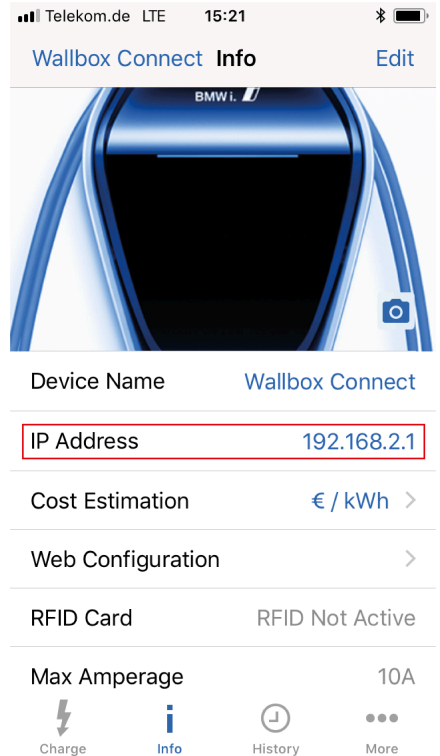 Telekom.de LTE 15:21
Wallbox Connect Info Edit
BMW i.
Device Name Wallbox Connect
IP Address 192.168.2.1
Cost Estimation € / kWh
Web Configuration
RFID Card RFID Not Active
Max Amperage 10A
Charge Info History More